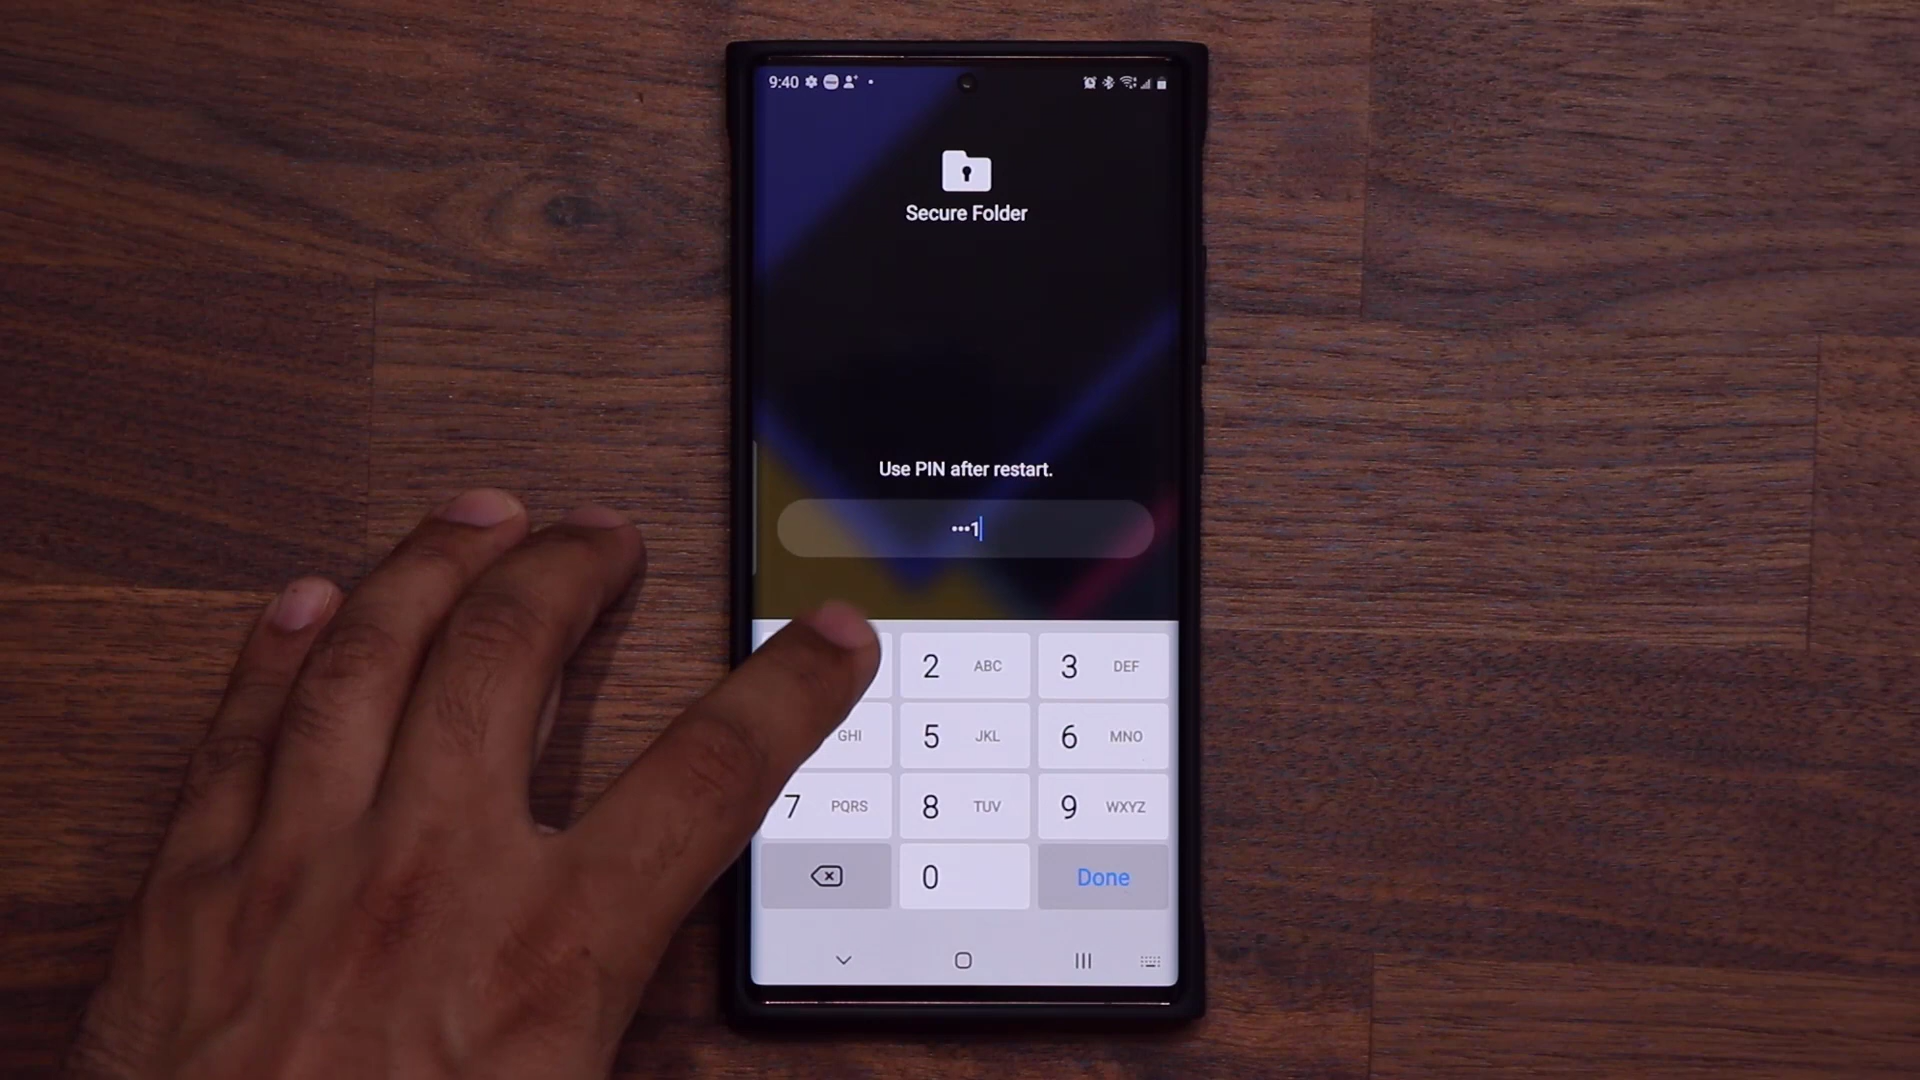 9:40
Secure Folder
Use PIN after restart.
•••1
2 ABC 3 DEF
GHI 5 JKL 6 MNO
7 PQRS 8 TUV 9 WXYZ
0 Done